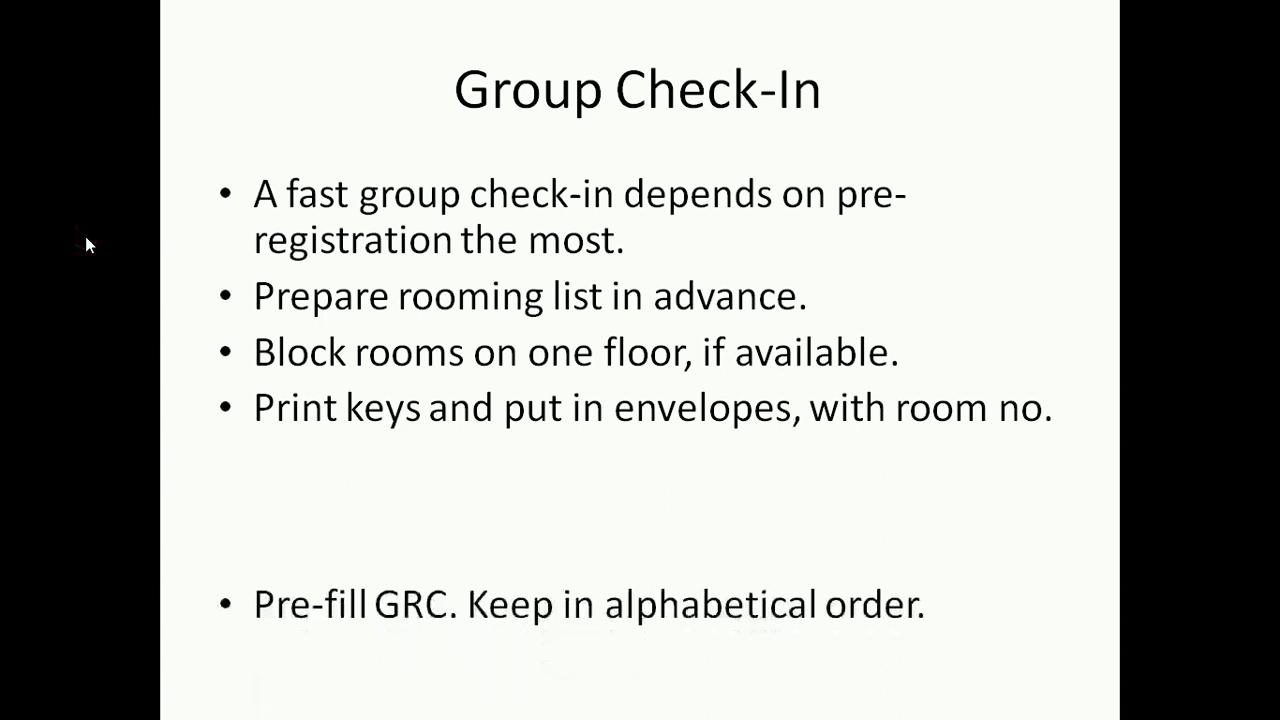 Group Check-In
• A fast group check-in depends on pre-
registration the most.
• Prepare rooming list in advance.
• Block rooms on one floor, if available.
• Print keys and put in envelopes, with room no.
• Pre-fill GRC. Keep in alphabetical order.